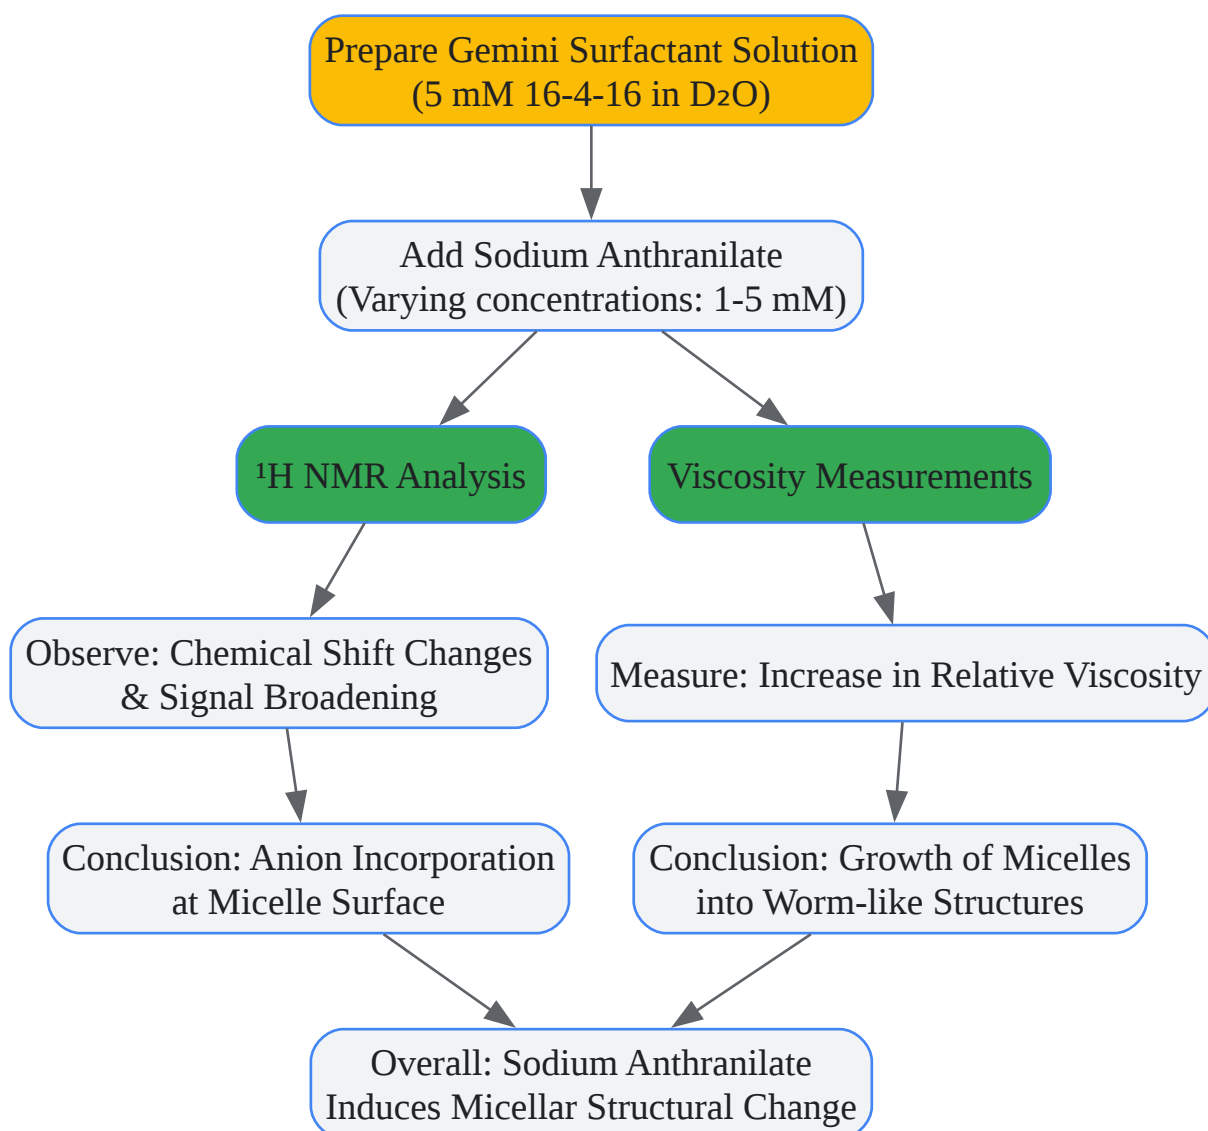 Prepare Gemini Surfactant Solution
(5 mM 16-4-16 in D₂O)
Add Sodium Anthranilate
(Varying concentrations: 1-5 mM)
¹H NMR Analysis
Viscosity Measurements
Observe: Chemical Shift Changes
& Signal Broadening
Measure: Increase in Relative Viscosity
Conclusion: Anion Incorporation
at Micelle Surface
Conclusion: Growth of Micelles
into Worm-like Structures
Overall: Sodium Anthranilate
Induces Micellar Structural Change